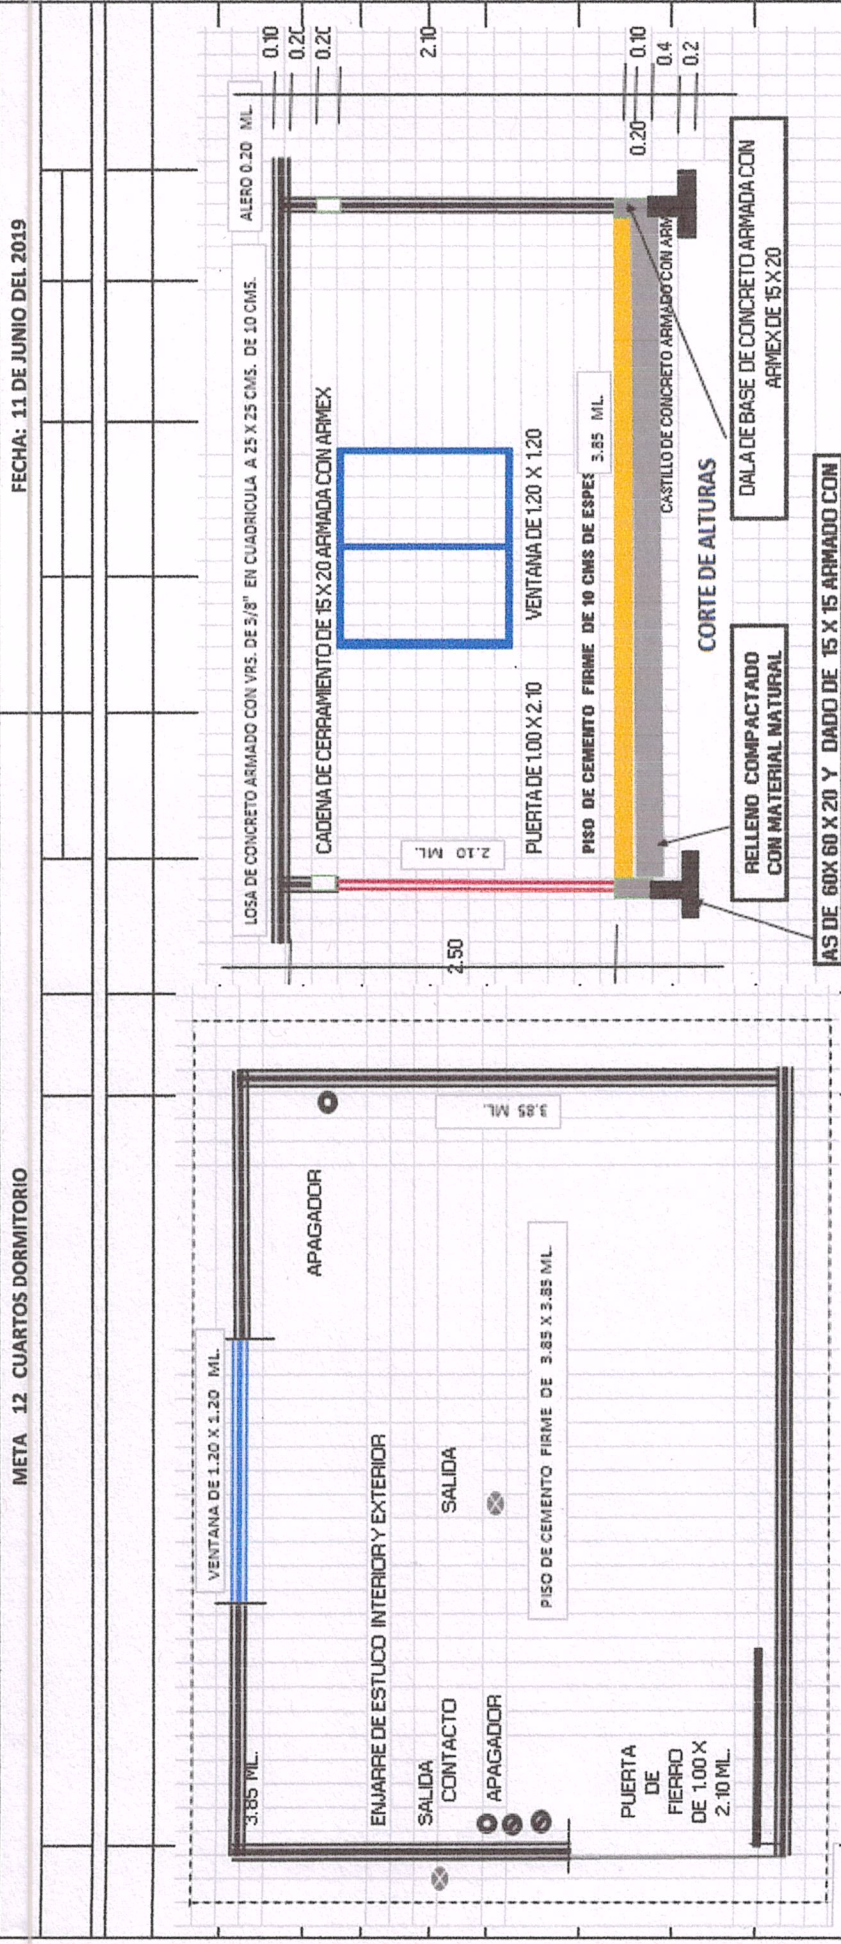 META 12 CUARTOS DORMITORIO
FECHA: 11 DE JUNIO DEL 2019
VENTANA DE 1.20 X 1.20 ML.
3.85 ML.
APAGADOR
ENJARRE DE ESTUCO INTERIOR Y EXTERIOR
SALIDA
SALIDA
CONTACTO
APAGADOR
3.85 ML.
PISO DE CEMENTO FIRME DE 3.85 X 3.85 ML.
PUERTA
DE
FIERRO
DE 1.00 X
2.10 ML.
ALERO 0.20 ML.
LOSA DE CONCRETO ARMADO CON VRS. DE 3/8" EN CUADRICULA A 25 X 25 CMS. DE 10 CMS.
0.10
0.20
0.20
2.10
0.10
0.4
0.2
0.20
CADENA DE CERRAMIENTO DE 15 X 20 ARMADA CON ARMEX
2.10 ML.
2.50
PUERTA DE 1.00 X 2.10
VENTANA DE 1.20 X 1.20
PISO DE CEMENTO FIRME DE 10 CMS DE ESPES
3.85 ML.
CASTILLO DE CONCRETO ARMADO CON ARM
CORTE DE ALTURAS
RELLENO COMPACTADO
CON MATERIAL NATURAL
DALA DE BASE DE CONCRETO ARMADA CON
ARMEX DE 15 X 20
AS DE 60X 60 X 20 Y DADO DE 15 X 15 ARMADO CON